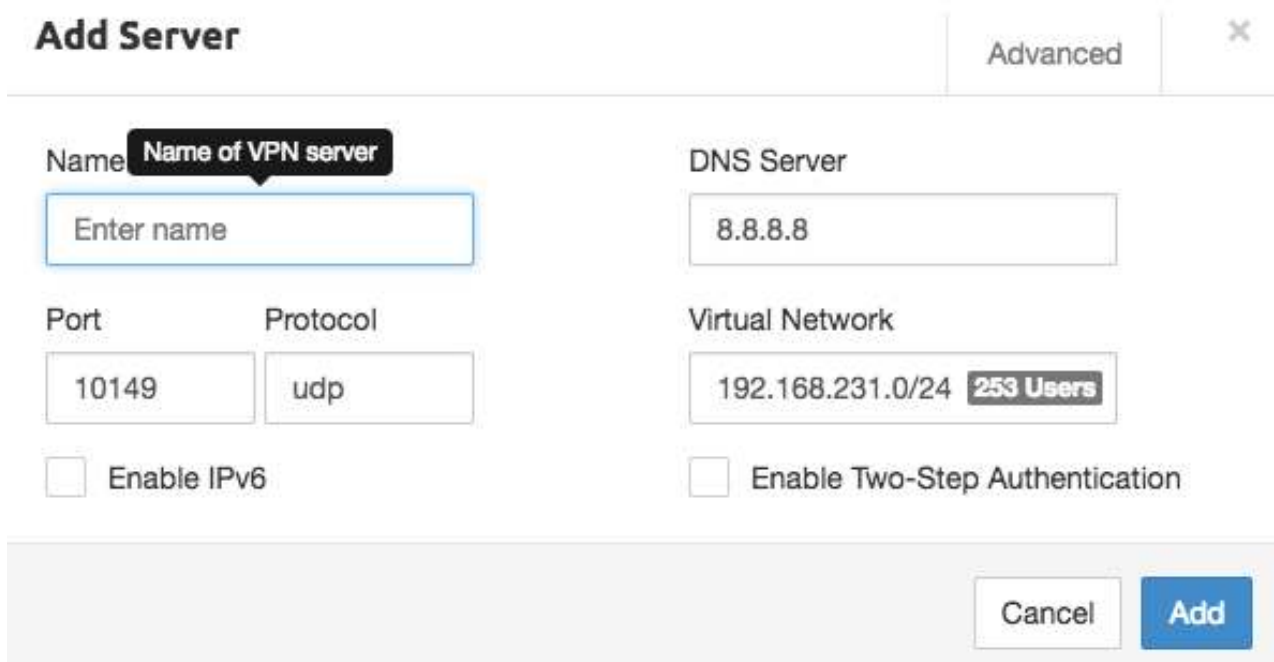 Add Server
Advanced
×
Name
Name of VPN server
DNS Server
Enter name
8.8.8.8
Port
Protocol
Virtual Network
10149
udp
192.168.231.0/24
253 Users
Enable IPv6
Enable Two-Step Authentication
Cancel
Add